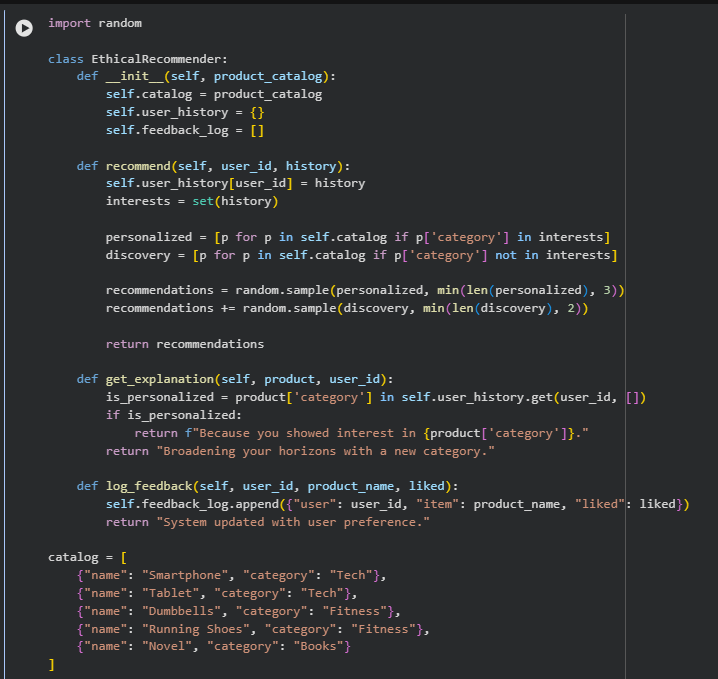 import random

class EthicalRecommender:
    def __init__(self, product_catalog):
        self.catalog = product_catalog
        self.user_history = {}
        self.feedback_log = []

    def recommend(self, user_id, history):
        self.user_history[user_id] = history
        interests = set(history)

        personalized = [p for p in self.catalog if p['category'] in interests]
        discovery = [p for p in self.catalog if p['category'] not in interests]

        recommendations = random.sample(personalized, min(len(personalized), 3))
        recommendations += random.sample(discovery, min(len(discovery), 2))

        return recommendations

    def get_explanation(self, product, user_id):
        is_personalized = product['category'] in self.user_history.get(user_id, [])
        if is_personalized:
            return f"Because you showed interest in {product['category']}."
        return "Broadening your horizons with a new category."

    def log_feedback(self, user_id, product_name, liked):
        self.feedback_log.append({"user": user_id, "item": product_name, "liked": liked})
        return "System updated with user preference."

catalog = [
    {"name": "Smartphone", "category": "Tech"},
    {"name": "Tablet", "category": "Tech"},
    {"name": "Dumbbells", "category": "Fitness"},
    {"name": "Running Shoes", "category": "Fitness"},
    {"name": "Novel", "category": "Books"}
]